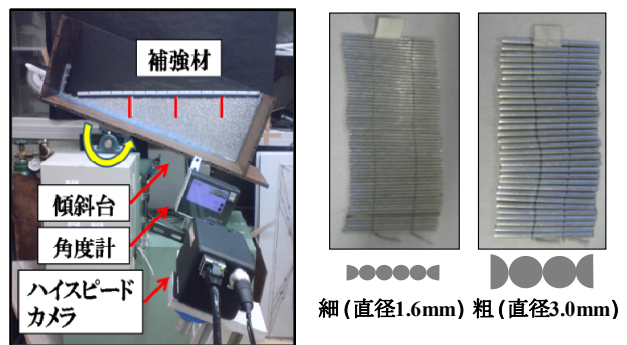 補強材
傾斜台
角度計
ハイスピード
カメラ
細(直径1.6mm)
粗(直径3.0mm)